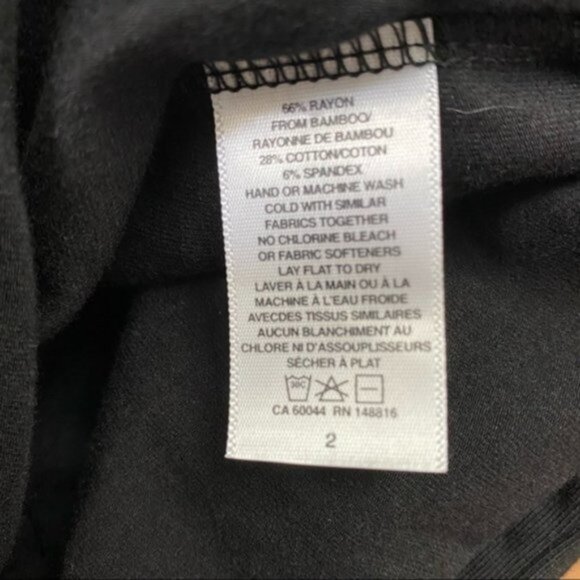 66% RAYON
FROM BAMBOO/
RAYONNE DE BAMBOU
28% COTTON/COTON
6% SPANDEX
HAND OR MACHINE WASH
COLD WITH SIMILAR
FABRICS TOGETHER
NO CHLORINE BLEACH
OR FABRIC SOFTENERS
LAY FLAT TO DRY
LAVER À LA MAIN OU À LA
MACHINE À L'EAU FROIDE
AVECDES TISSUS SIMILAIRES
AUCUN BLANCHIMENT AU
CHLORE NI D'ASSOUPLISSEURS
SÉCHER À PLAT
30C
CA 60044 RN 148816
2